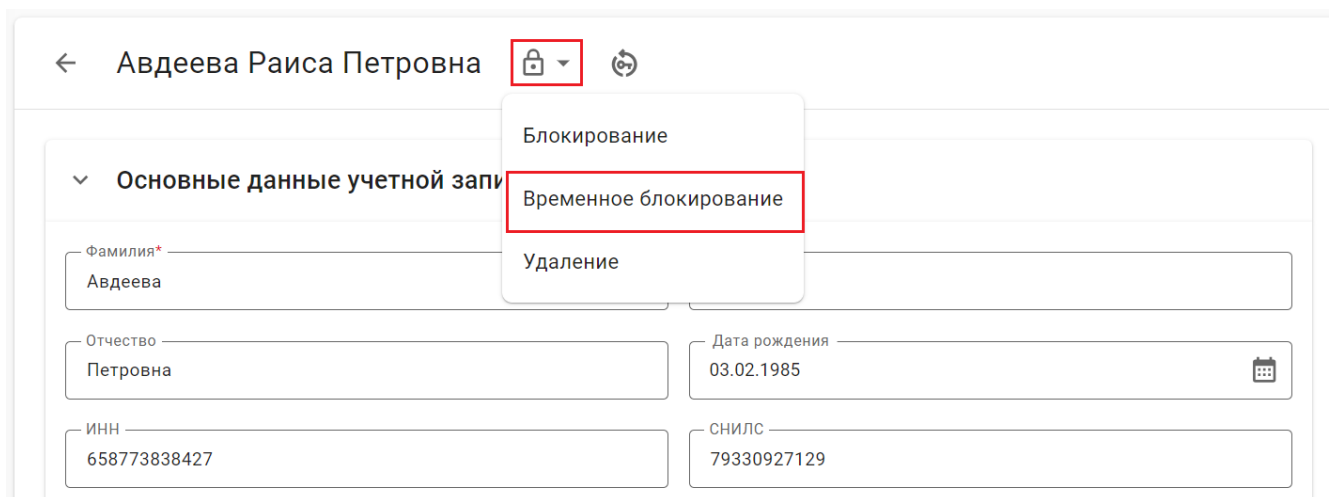 Авдеева Раиса Петровна
Блокирование
Временное блокирование
Удаление
Основные данные учетной запи
Фамилия*
Авдеева
Отчество
Петровна
Дата рождения
03.02.1985
ИНН
658773838427
СНИЛС
79330927129